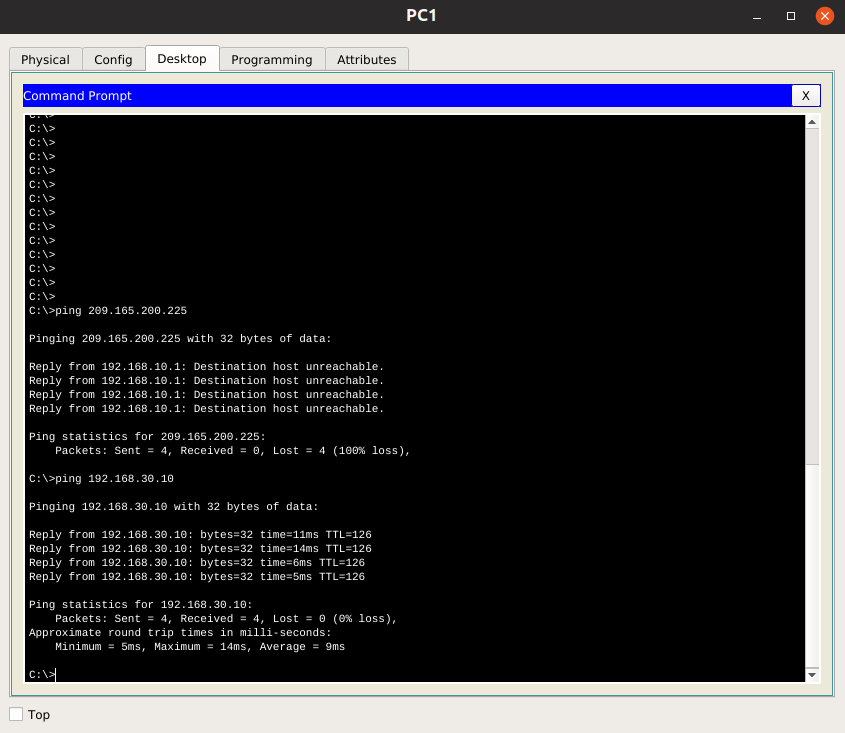 PC1
Physical Config Desktop Programming Attributes
Command Prompt X
C:\>
C:\>
C:\>
C:\>
C:\>
C:\>
C:\>
C:\>
C:\>
C:\>
C:\>
C:\>
C:\>
C:\>
C:\>ping 209.165.200.225
Pinging 209.165.200.225 with 32 bytes of data:
Reply from 192.168.10.1: Destination host unreachable.
Reply from 192.168.10.1: Destination host unreachable.
Reply from 192.168.10.1: Destination host unreachable.
Reply from 192.168.10.1: Destination host unreachable.
Ping statistics for 209.165.200.225:
Packets: Sent = 4, Received = 0, Lost = 4 (100% loss),
C:\>ping 192.168.30.10
Pinging 192.168.30.10 with 32 bytes of data:
Reply from 192.168.30.10: bytes=32 time=11ms TTL=126
Reply from 192.168.30.10: bytes=32 time=14ms TTL=126
Reply from 192.168.30.10: bytes=32 time=6ms TTL=126
Reply from 192.168.30.10: bytes=32 time=5ms TTL=126
Ping statistics for 192.168.30.10:
Packets: Sent = 4, Received = 4, Lost = 0 (0% loss),
Approximate round trip times in milli-seconds:
Minimum = 5ms, Maximum = 14ms, Average = 9ms
C:\>
Top